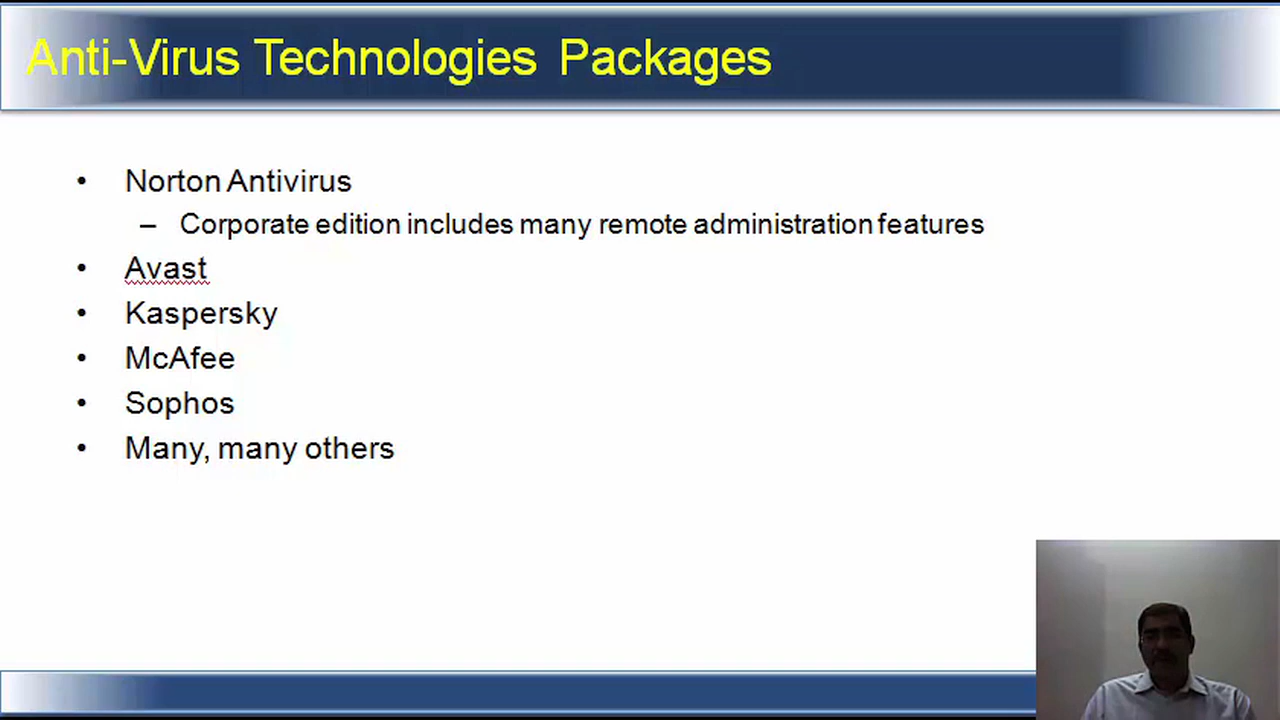 Anti-Virus Technologies Packages
• Norton Antivirus
– Corporate edition includes many remote administration features
• Avast
• Kaspersky
• McAfee
• Sophos
• Many, many others